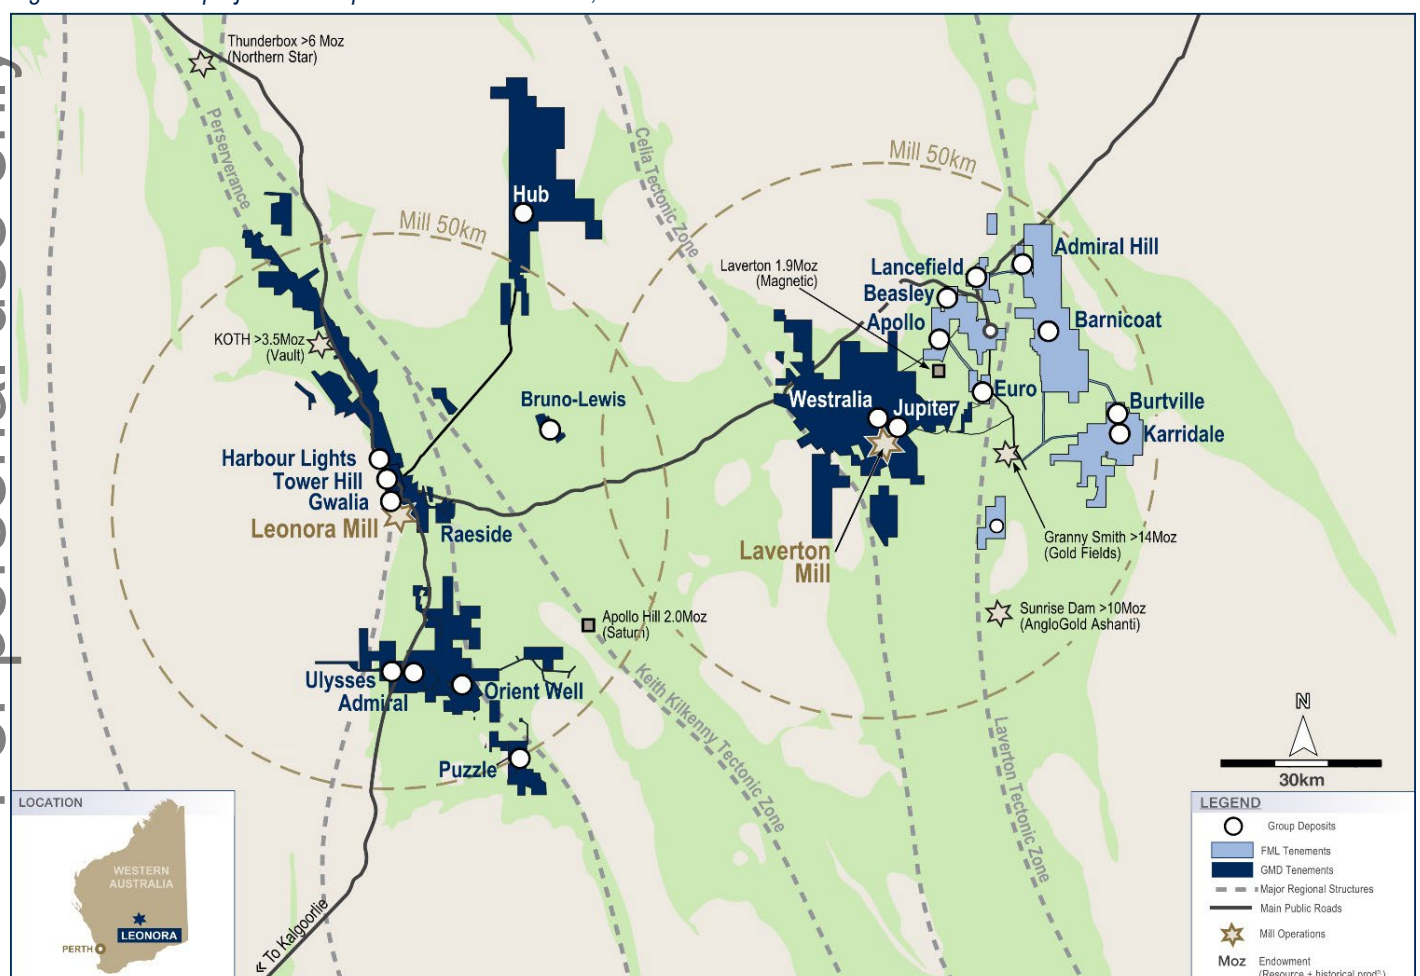 Thunderbox >6 Moz
(Northern Star)
Perserverance
Hub
Celia Tectonic Zone
Mill 50km
Mill 50km
Laverton 1.9Moz
(Magnetic)
Lancefield
Admiral Hill
Beasley
Apollo
Barnicoat
KOTH >3.5Moz
(Vault)
Bruno-Lewis
Westralia
Jupiter
Euro
Burtville
Karridale
Harbour Lights
Tower Hill
Gwalia
Leonora Mill
Raeside
Laverton
Mill
Granny Smith >14Moz
(Gold Fields)
Apollo Hill 2.0Moz
(Saturn)
Sunrise Dam >10Moz
(AngloGold Ashanti)
Ulysses
Admiral
Orient Well
Keith Kilkenny Tectonic Zone
Laverton Tectonic Zone
Puzzle
N
30km
<< To Kalgoorlie
LOCATION
WESTERN
AUSTRALIA
LEONORA
PERTH
LEGEND
Group Deposits
FML Tenements
GMD Tenements
Major Regional Structures
Main Public Roads
Mill Operations
Moz Endowment
(Resource + historical prodⁿ)